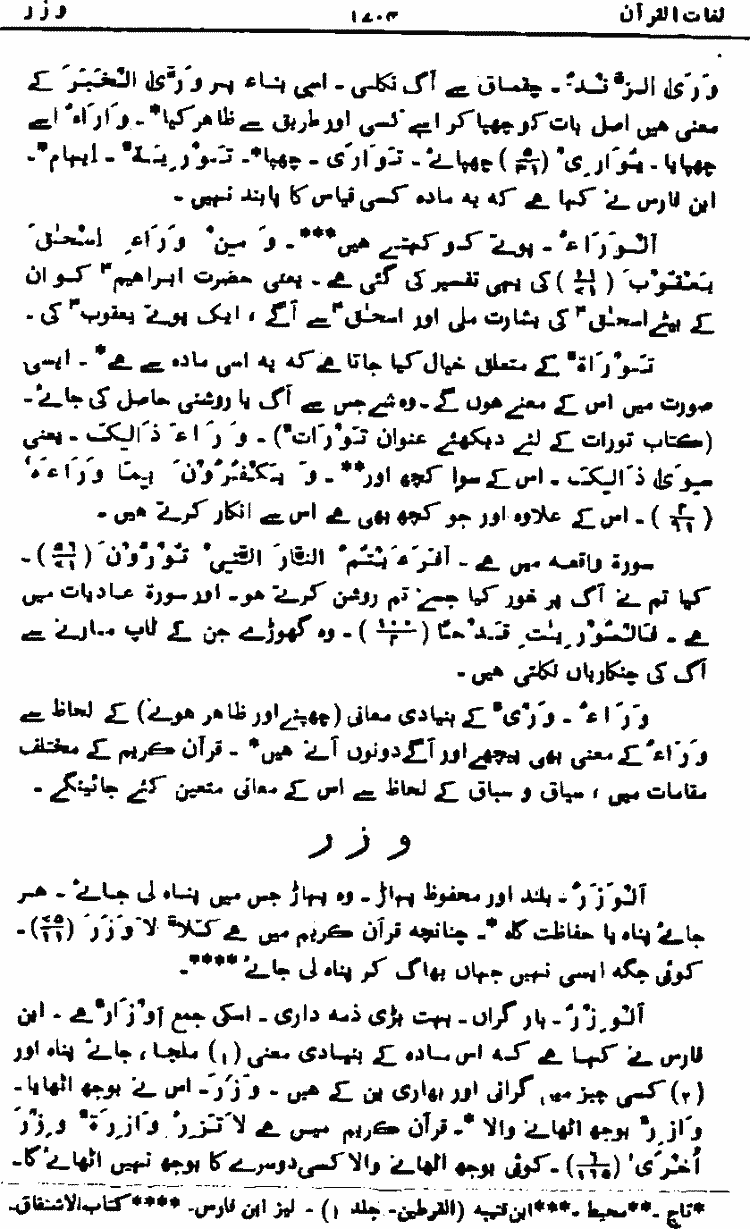 لغات القرآن ۱۷۰۳ و ز ر
وَرَىَ الزَّنْدُ ۔ چقماق سے آگ نکلی ۔ اسی بناء پر وَرَّىَ الْخَبَرَ کے
معنی ہیں اصل بات کو چھپا کر اسے کسی اور طریق سے ظاہر کیا* ۔ وَارَاهُ اسے
چھپایا ۔ یُوَارِیْ (۵/۳۱) چھپائے ۔ تَوَارَى ۔ چھپا* ۔ تَوْرِیَةٌ ۔ ایہام* ۔
ابن فارس نے کہا ہے کہ یہ مادہ کسی قیاس کا پابند نہیں ۔
اَلْوَرَاءُ ۔ پوتے کو کہتے ہیں*** ۔ وَ مِنْ وَرَاءِ اِسْحٰقَ
یَعْقُوْبَ (۱۱/۷۱) کی یہی تفسیر کی گئی ہے ۔ یعنی حضرت ابراہیمؑ کو ان
کے بیٹے اسحٰقؑ کی بشارت ملی اور اسحٰقؑ سے آگے ، ایک پوتے یعقوبؑ کی ۔
تَوْرَاةٌ کے متعلق خیال کیا جاتا ہے کہ یہ اسی مادہ سے ہے* ۔ ایسی
صورت میں اس کے معنے ہوں گے ۔ وہ شے جس سے آگ یا روشنی حاصل کی جائے ۔
(کتاب تورات کے لئے دیکھئے عنوان تَوْرَاتٌ) ۔ وَرَاءَ ذَالِکَ ۔ یعنی
سِوَىٰ ذَالِکَ ۔ اس کے سوا کچھ اور** ۔ وَ یَکْفُرُوْنَ بِمَا وَرَاءَهٗ
(۲/۹۱) ۔ اس کے علاوہ اور جو کچھ بھی ہے اس سے انکار کرتے ہیں ۔
سورۃ واقعہ میں ہے ۔ اَفَرَءَیْتُمُ النَّارَ الَّتِیْ تُوْرُوْنَ (۵۶/۷۱) ۔
کیا تم نے آگ پر غور کیا جسے تم روشن کرتے ہو ۔ اور سورۃ عادیات میں
ہے ۔ فَالْمُوْرِیٰتِ قَدْحًا (۱۰۰/۲) ۔ وہ گھوڑے جن کے ٹاپ مارنے سے
آگ کی چنگاریاں نکلتی ہیں ۔
وَرَاءُ ۔ وَرْیٌ کے بنیادی معانی (چھپنے اور ظاہر ہونے) کے لحاظ سے
وَرَاءُ کے معنی بھی پیچھے اور آگے دونوں آتے ہیں* ۔ قرآن کریم کے مختلف
مقامات میں ، سیاق و سباق کے لحاظ سے اس کے معانی متعین کئے جائینگے ۔
و ز ر
اَلْوَزَرُ ۔ بلند اور محفوظ پہاڑ ۔ وہ پہاڑ جس میں پناہ لی جائے ۔ ہر
جائے پناہ یا حفاظت گاہ* ۔ چنانچہ قرآن کریم میں ہے کَلَّا لَا وَزَرَ (۷۵/۱۱) ۔
کوئی جگہ ایسی نہیں جہاں بھاگ کر پناہ لی جائے**** ۔
اَلْوِزْرُ ۔ بار گراں ۔ بہت بڑی ذمہ داری ۔ اسکی جمع اَوْزَارٌ ہے ۔ ابن
فارس نے کہا ہے کہ اس مادہ کے بنیادی معنی (۱) ملجا ، جائے پناہ اور
(۲) کسی چیز میں گرانی اور بھاری پن کے ہیں ۔ وَزَرَ ۔ اس نے بوجھ اٹھایا ۔
وَازِرٌ بوجھ اٹھانے والا* ۔ قرآن کریم میں ہے لَا تَزِرُ وَازِرَةٌ وِزْرَ
اُخْرَىٰ (۶/۱۶۵) ۔ کوئی بوجھ اٹھانے والا کسی دوسرے کا بوجھ نہیں اٹھائے گا ۔
*تاج ۔ **محیط ۔ ***ابن قتیبہ (القرطین ۔ جلد ۱) ۔ نیز ابن فارس ۔ ****کتاب الاشتقاق ۔